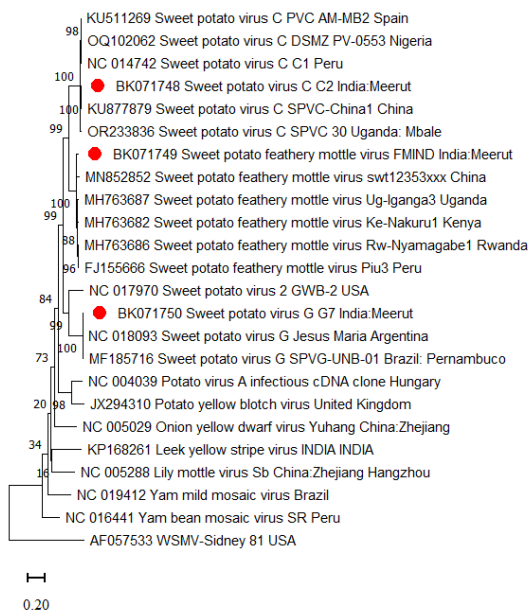 KU511269 Sweet potato virus C PVC AM-MB2 Spain
98
OQ102062 Sweet potato virus C DSMZ PV-0553 Nigeria
NC 014742 Sweet potato virus C C1 Peru
100
BK071748 Sweet potato virus C C2 India:Meerut
100
KU877879 Sweet potato virus C SPVC-China1 China
99
OR233836 Sweet potato virus C SPVC 30 Uganda: Mbale
BK071749 Sweet potato feathery mottle virus FMIND India:Meerut
MN852852 Sweet potato feathery mottle virus swt12353xxx China
MH763687 Sweet potato feathery mottle virus Ug-Iganga3 Uganda
100
99
MH763682 Sweet potato feathery mottle virus Ke-Nakuru1 Kenya
88
MH763686 Sweet potato feathery mottle virus Rw-Nyamagabe1 Rwanda
96
FJ155666 Sweet potato feathery mottle virus Piu3 Peru
NC 017970 Sweet potato virus 2 GWB-2 USA
84
BK071750 Sweet potato virus G G7 India:Meerut
99
NC 018093 Sweet potato virus G Jesus Maria Argentina
100
MF185716 Sweet potato virus G SPVG-UNB-01 Brazil: Pernambuco
73
NC 004039 Potato virus A infectious cDNA clone Hungary
20
98
JX294310 Potato yellow blotch virus United Kingdom
NC 005029 Onion yellow dwarf virus Yuhang China:Zhejiang
34
KP168261 Leek yellow stripe virus INDIA INDIA
16
NC 005288 Lily mottle virus Sb China:Zhejiang Hangzhou
NC 019412 Yam mild mosaic virus Brazil
NC 016441 Yam bean mosaic virus SR Peru
AF057533 WSMV-Sidney 81 USA
0.20